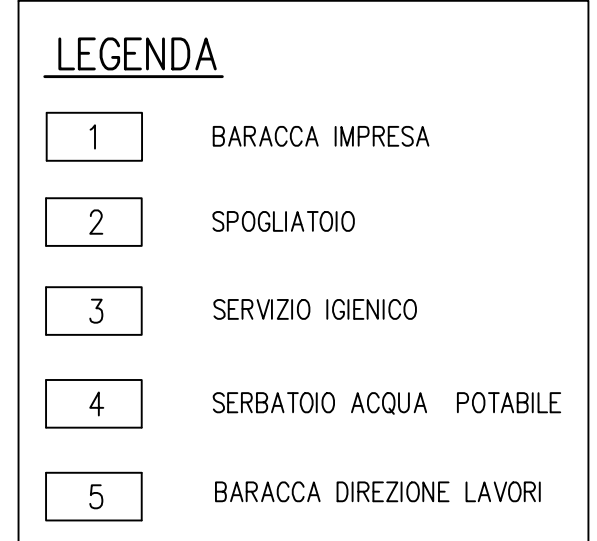 LEGENDA
1 BARACCA IMPRESA
2 SPOGLIATOIO
3 SERVIZIO IGIENICO
4 SERBATOIO ACQUA POTABILE
5 BARACCA DIREZIONE LAVORI